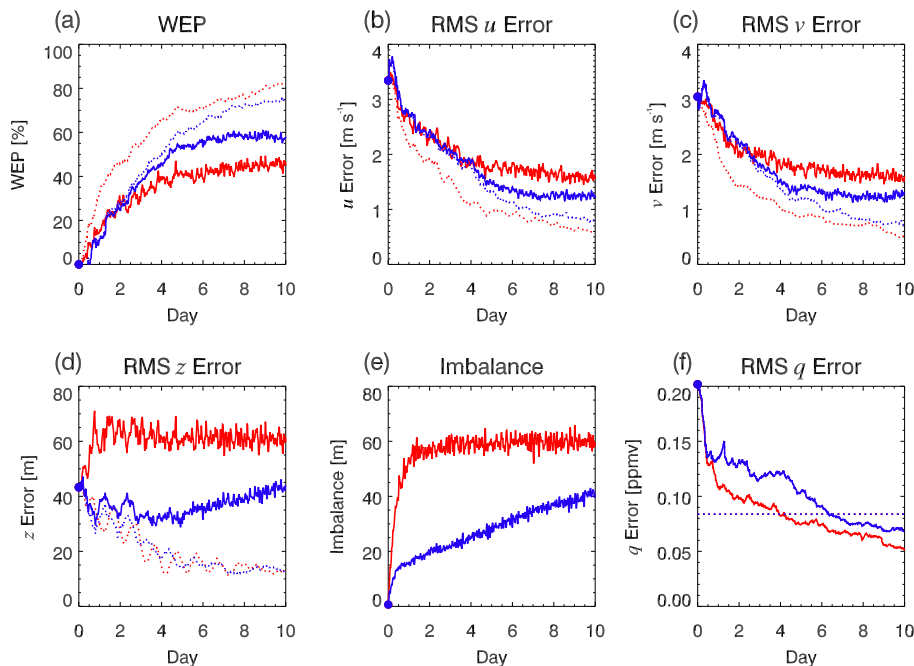 (a) WEP
WEP [%]
80
60
40
20
0
0 2 4 6 8 10
Day
(b) RMS u Error
u Error [m s⁻¹]
4
3
2
1
0
0 2 4 6 8 10
Day
(c) RMS v Error
v Error [m s⁻¹]
4
3
2
1
0
0 2 4 6 8 10
Day
(d) RMS z Error
z Error [m]
80
60
40
20
0
0 2 4 6 8 10
Day
(e) Imbalance
Imbalance [m]
80
60
40
20
0
0 2 4 6 8 10
Day
(f) RMS q Error
q Error [ppmv]
0.20
0.15
0.10
0.05
0.00
0 2 4 6 8 10
Day